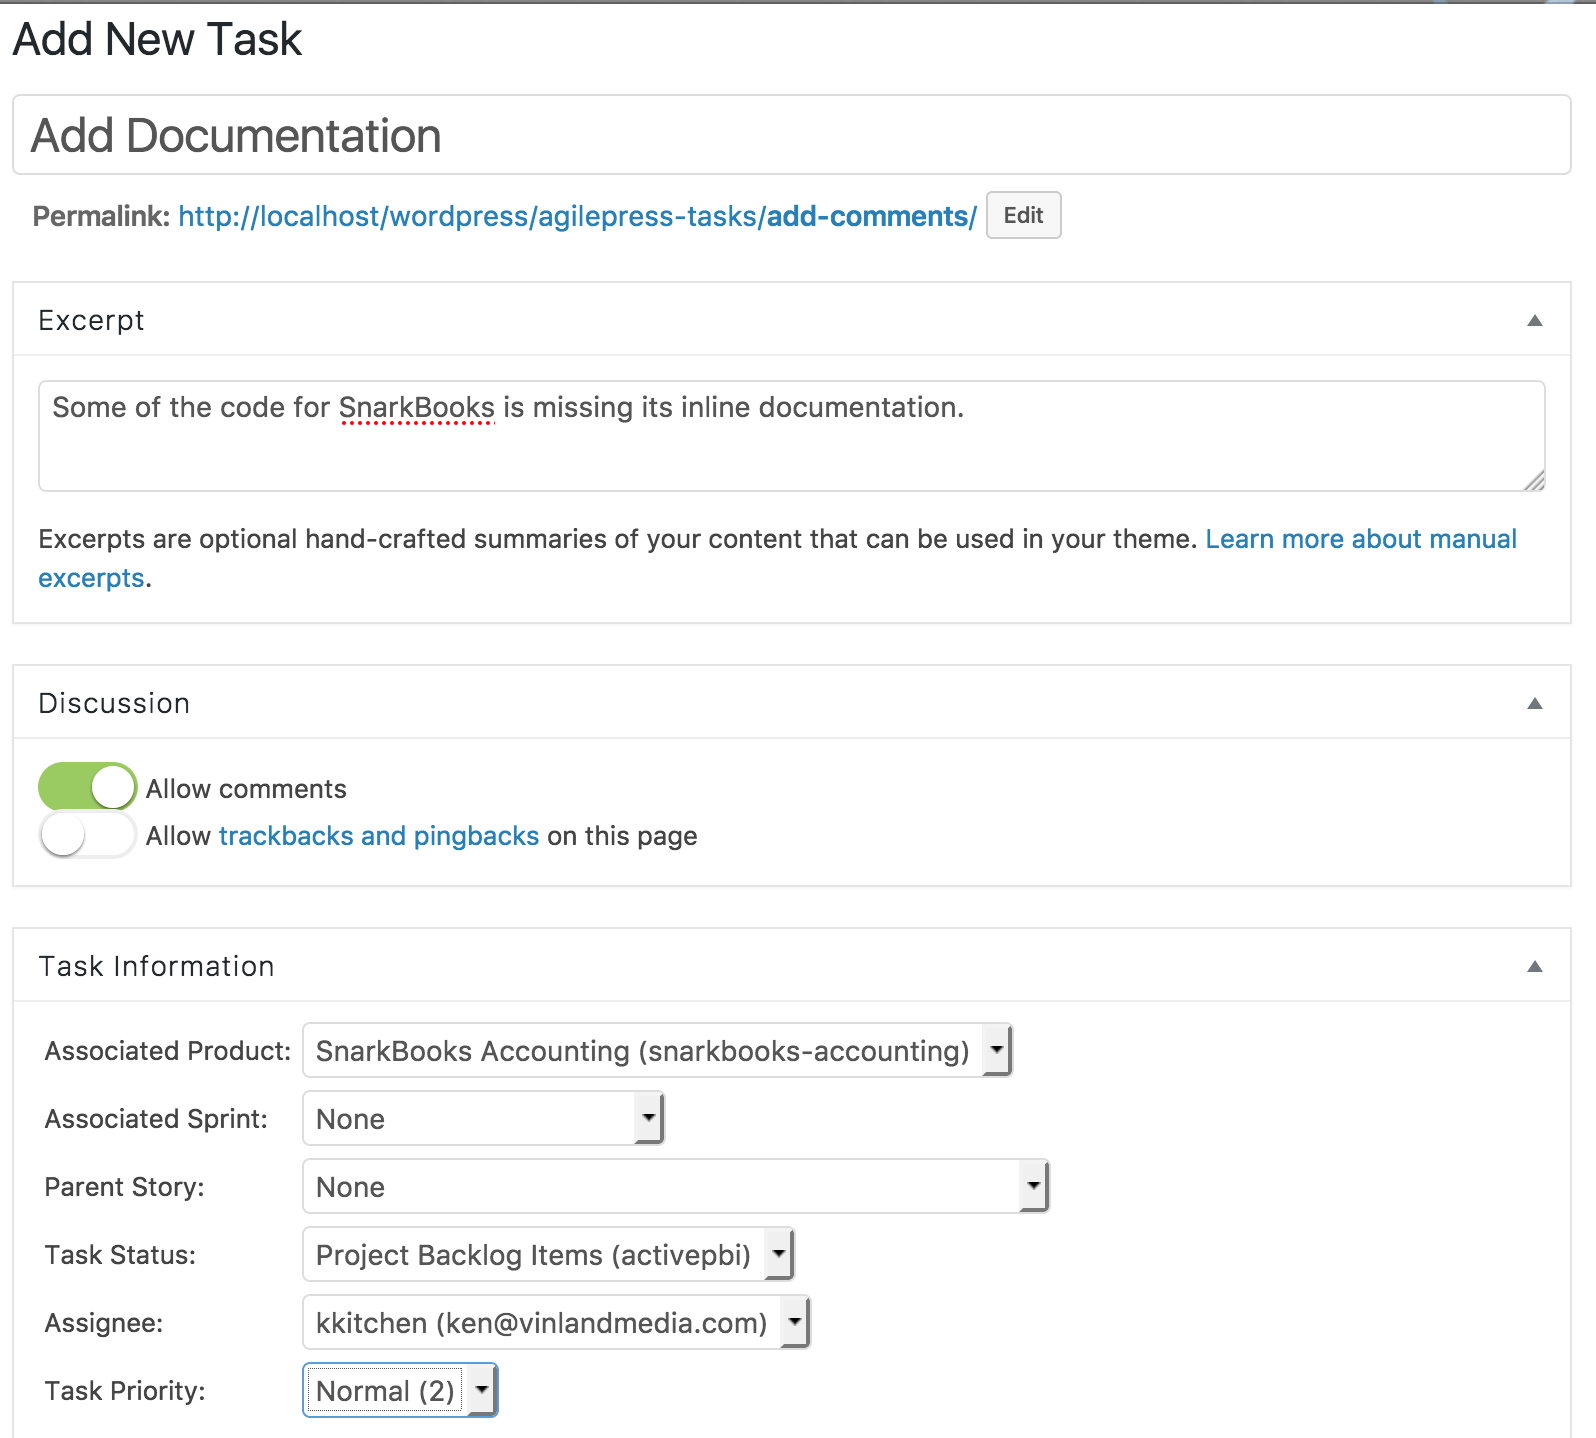 Add New Task
Add Documentation
Permalink: http://localhost/wordpress/agilepress-tasks/add-comments/ Edit
Excerpt
Some of the code for SnarkBooks is missing its inline documentation.
Excerpts are optional hand-crafted summaries of your content that can be used in your theme. Learn more about manual
excerpts.
Discussion
Allow comments
Allow trackbacks and pingbacks on this page
Task Information
Associated Product: SnarkBooks Accounting (snarkbooks-accounting)
Associated Sprint: None
Parent Story: None
Task Status: Project Backlog Items (activepbi)
Assignee: kkitchen (ken@vinlandmedia.com)
Task Priority: Normal (2)